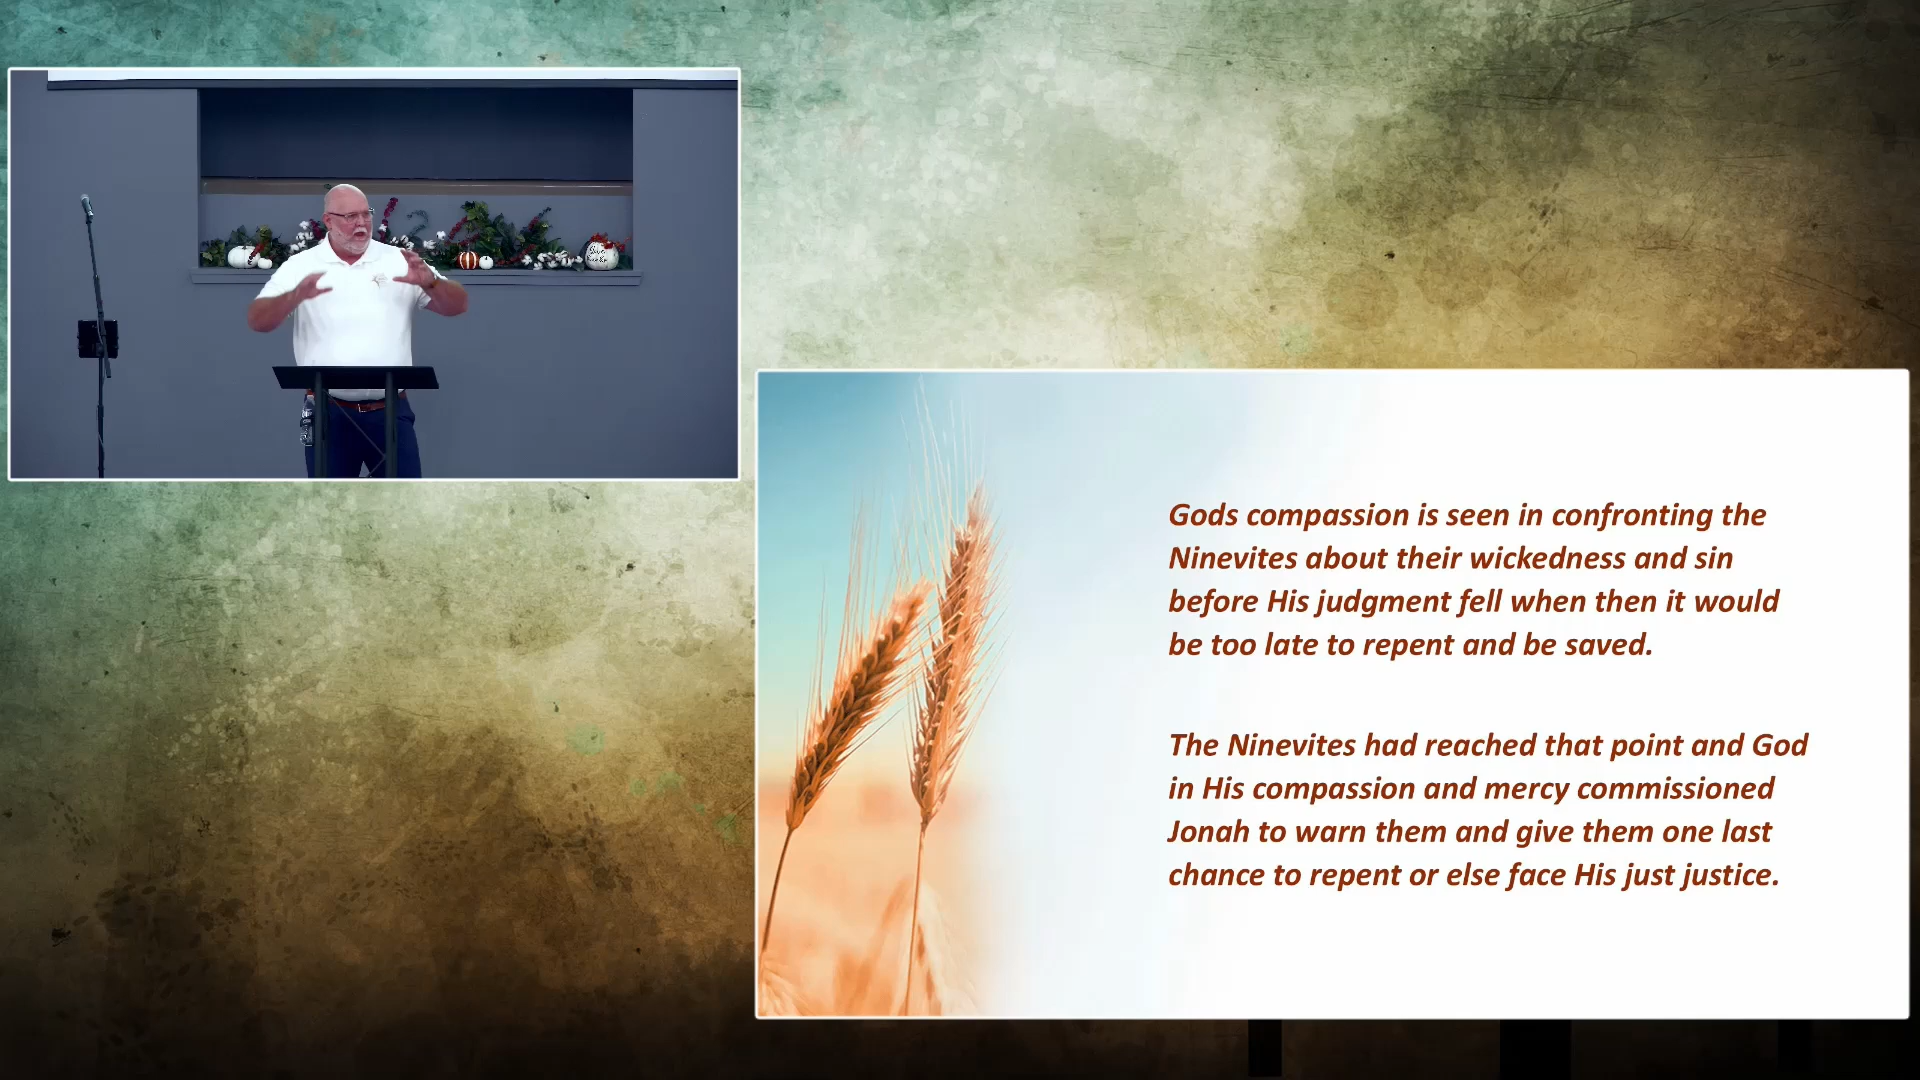 Gods compassion is seen in confronting the
Ninevites about their wickedness and sin
before His judgment fell when then it would
be too late to repent and be saved.
The Ninevites had reached that point and God
in His compassion and mercy commissioned
Jonah to warn them and give them one last
chance to repent or else face His just justice.